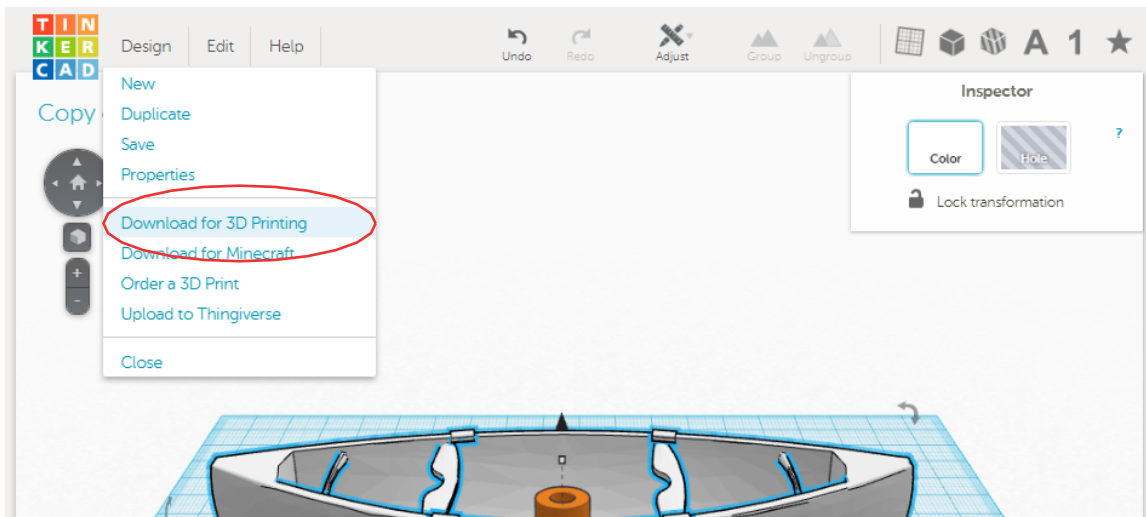 TIN
KER
CAD
Design Edit Help
Undo Redo Adjust Group Ungroup A 1
Copy
New
Duplicate
Save
Properties
Download for 3D Printing
Download for Minecraft
Order a 3D Print
Upload to Thingiverse
Close
Inspector
Color Hole ?
Lock transformation
+
-